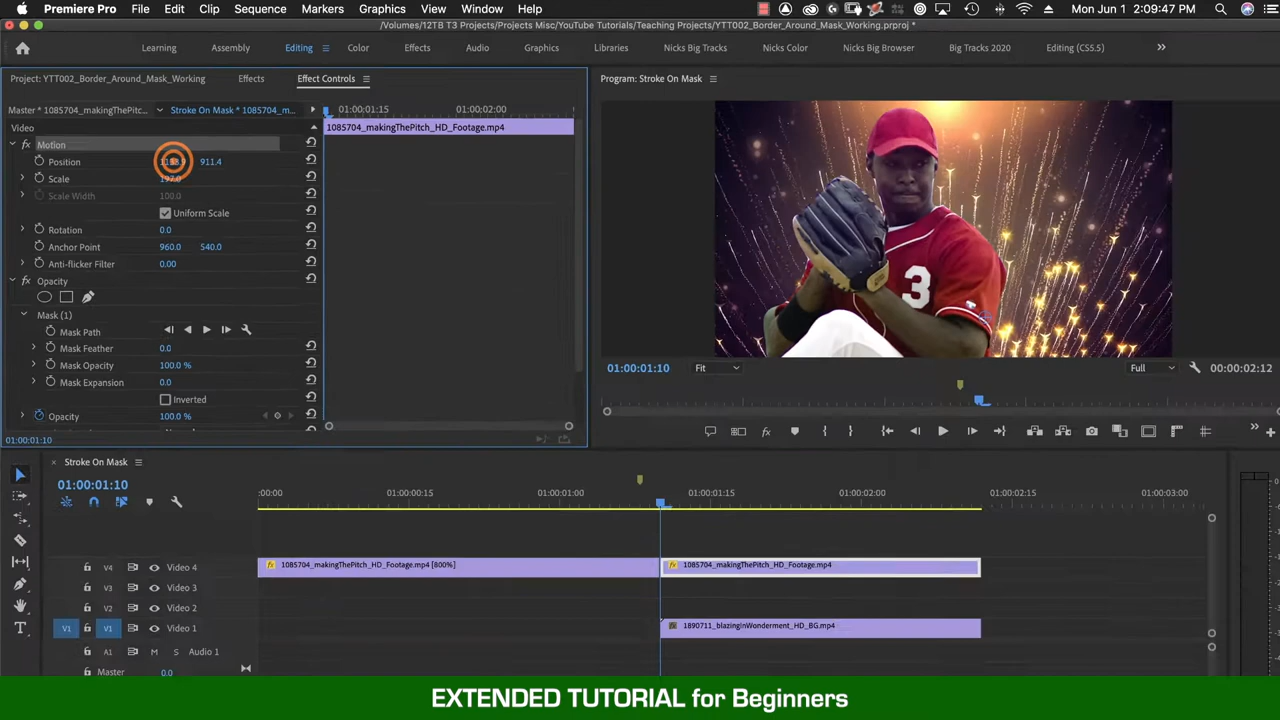 Premiere Pro File Edit Clip Sequence Markers Graphics View Window Help Mon Jun 1 2:09:47 PM
/Volumes/12TB T3 Projects/Projects Misc/YouTube Tutorials/Teaching Projects/YTT002_Border_Around_Mask_Working.prproj *
Learning Assembly Editing Color Effects Audio Graphics Libraries Nicks Big Tracks Nicks Color Nicks Big Browser Big Tracks 2020 Editing (CS5.5)
Project: YTT002_Border_Around_Mask_Working Effects Effect Controls Program: Stroke On Mask
Master * 1085704_makingThePitc... Stroke On Mask * 1085704_m... 01:00:01:15 01:00:02:00
Video 1085704_makingThePitch_HD_Footage.mp4
Motion
Position 911.4
Scale 197.0
Scale Width 100.0
Uniform Scale
Rotation 0.0
Anchor Point 960.0 540.0
Anti-flicker Filter 0.00
Opacity
Mask (1)
Mask Path
Mask Feather 0.0
Mask Opacity 100.0 %
Mask Expansion 0.0
Inverted
Opacity 100.0 %
01:00:01:10
3
01:00:01:10 Fit Full 00:00:02:12
Stroke On Mask
01:00:01:10
:00:00 01:00:00:15 01:00:01:00 01:00:01:15 01:00:02:00 01:00:02:15 01:00:03:00
V4 Video 4 1085704_makingThePitch_HD_Footage.mp4 [800%] 1085704_makingThePitch_HD_Footage.mp4
V3 Video 3
V2 Video 2
V1 V1 Video 1 1890711_blazingInWonderment_HD_BG.mp4
A1 M S Audio 1
Master 0.0
EXTENDED TUTORIAL for Beginners